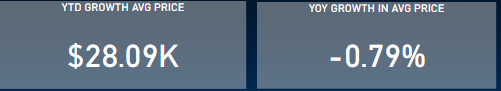 YTD GROWTH AVG PRICE
$28.09K
YOY GROWTH IN AVG PRICE
-0.79%